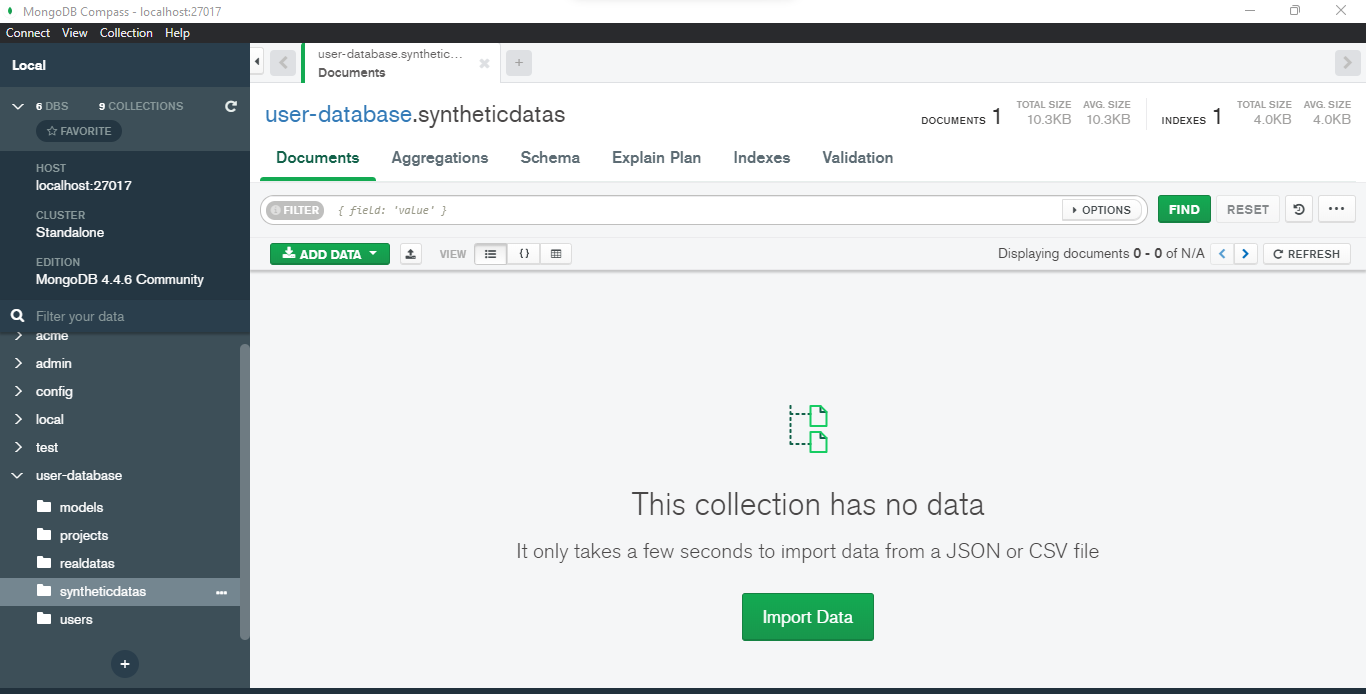 MongoDB Compass - localhost:27017
Connect View Collection Help
Local
6 DBS 9 COLLECTIONS
FAVORITE
HOST
localhost:27017
CLUSTER
Standalone
EDITION
MongoDB 4.4.6 Community
Filter your data
acme
admin
config
local
test
user-database
models
projects
realdatas
syntheticdatas
users
user-database.synthetic...
Documents
user-database.syntheticdatas
DOCUMENTS 1 TOTAL SIZE 10.3KB AVG. SIZE 10.3KB INDEXES 1 TOTAL SIZE 4.0KB AVG. SIZE 4.0KB
Documents Aggregations Schema Explain Plan Indexes Validation
FILTER { field: 'value' } OPTIONS FIND RESET
ADD DATA VIEW {} Displaying documents 0 - 0 of N/A REFRESH
This collection has no data
It only takes a few seconds to import data from a JSON or CSV file
Import Data